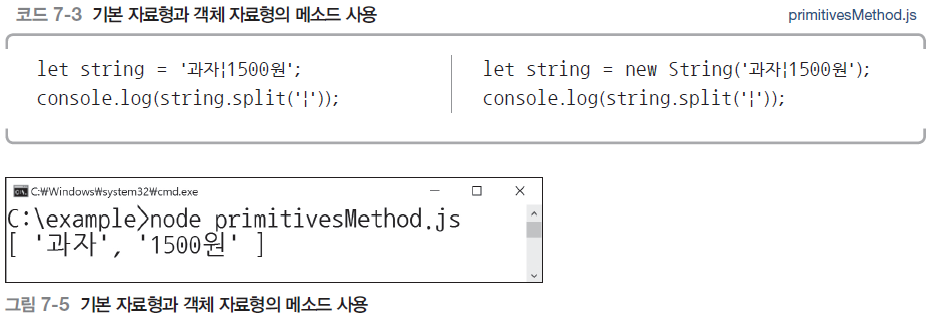 코드 7-3 기본 자료형과 객체 자료형의 메소드 사용
primitivesMethod.js
let string = '과자¦1500원';
console.log(string.split('¦'));
let string = new String('과자¦1500원');
console.log(string.split('¦'));
C:₩Windows₩system32₩cmd.exe
C:\example>node primitivesMethod.js
[ '과자', '1500원' ]
그림 7-5 기본 자료형과 객체 자료형의 메소드 사용